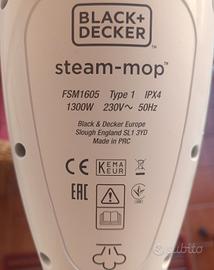 BLACK+
DECKER
steam-mop™
FSM1605 Type 1 IPX4
1300W 230V~ 50Hz
Black & Decker Europe
Slough England SL1 3YD
Made in PRC
CE KEMA
KEUR
EAC
subito